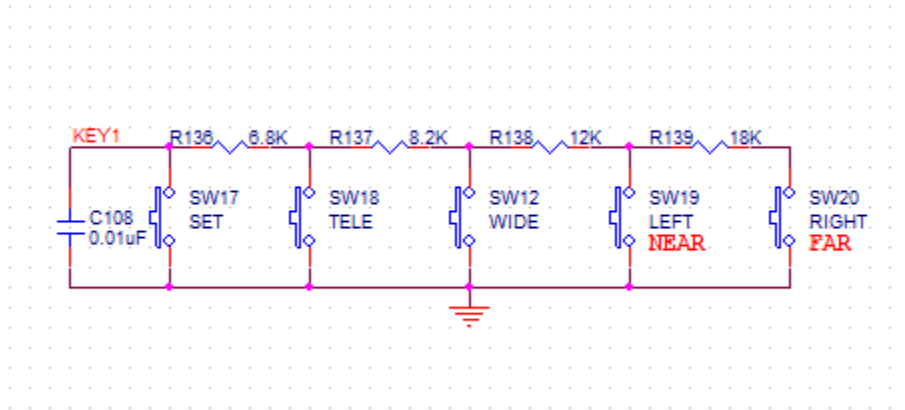 KEY1
R136 6.8K
R137 8.2K
R138 12K
R139 18K
C108
0.01uF
SW17
SET
SW18
TELE
SW12
WIDE
SW19
LEFT
NEAR
SW20
RIGHT
FAR